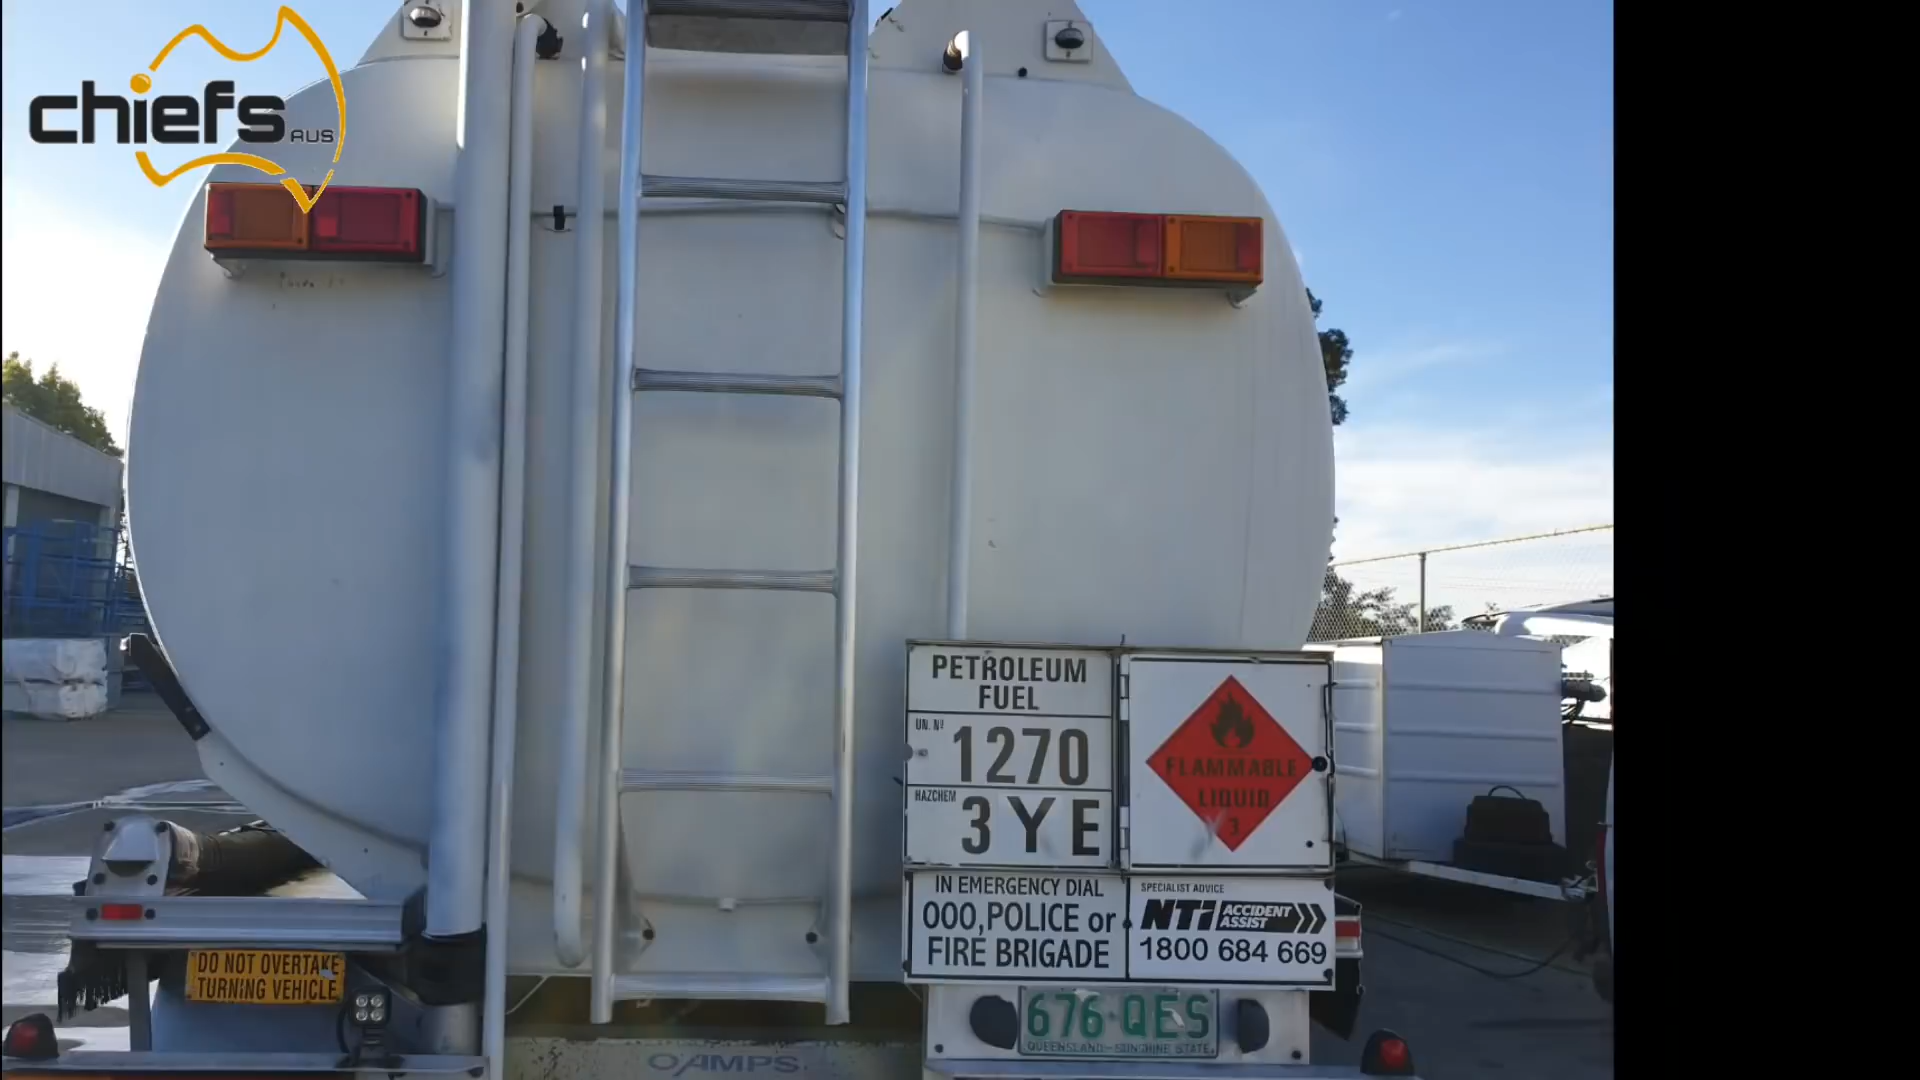 chiefs
AUS
PETROLEUM
FUEL
UN. Nº
1270
HAZCHEM
3YE
FLAMMABLE
LIQUID
3
IN EMERGENCY DIAL
000,POLICE or
FIRE BRIGADE
SPECIALIST ADVICE
NTi ACCIDENT
ASSIST
1800 684 669
DO NOT OVERTAKE
TURNING VEHICLE
676·QES
QUEENSLAND - SUNSHINE STATE